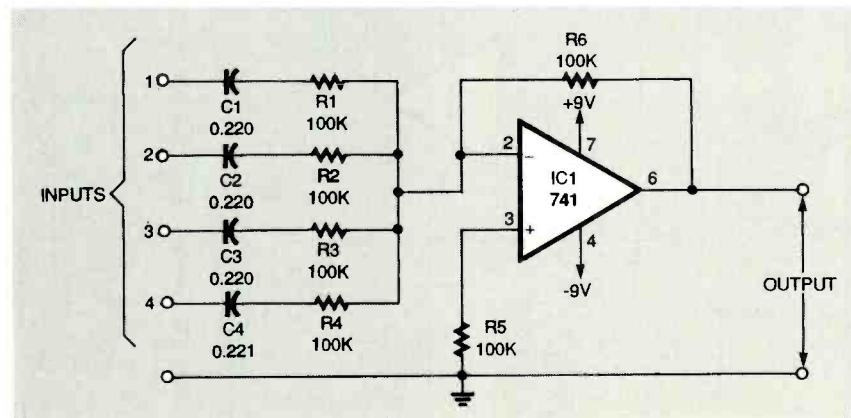 R6
100K
+9V
1
C1
0.220
R1
100K
7
2
C2
0.220
R2
100K
2
-
IC1
741
6
INPUTS
3
C3
0.220
R3
100K
3
+
4
-9V
OUTPUT
4
C4
0.221
R4
100K
R5
100K